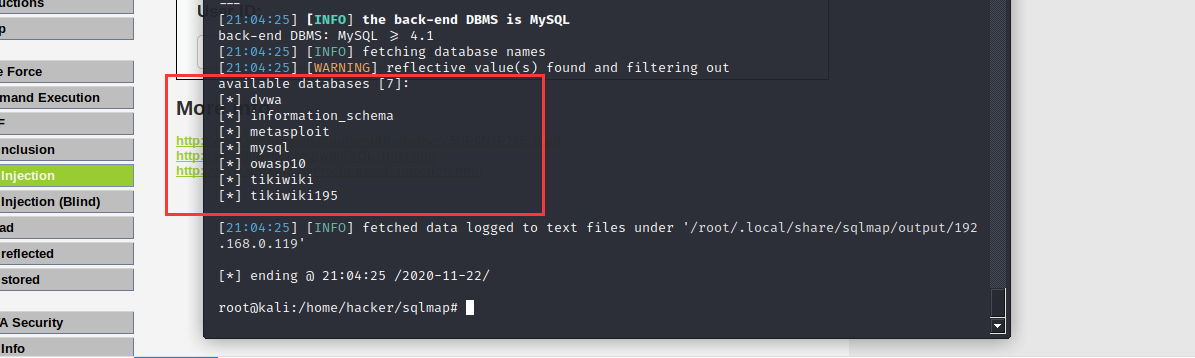 uctions
p
e Force
mand Execution
F
nclusion
Injection
Injection (Blind)
ad
reflected
stored
A Security
Info
User ID:
[21:04:25] [INFO] the back-end DBMS is MySQL
back-end DBMS: MySQL ≥ 4.1
[21:04:25] [INFO] fetching database names
[21:04:25] [WARNING] reflective value(s) found and filtering out
available databases [7]:
[*] dvwa
[*] information_schema
[*] metasploit
[*] mysql
[*] owasp10
[*] tikiwiki
[*] tikiwiki195
[21:04:25] [INFO] fetched data logged to text files under '/root/.local/share/sqlmap/output/192
.168.0.119'
[*] ending @ 21:04:25 /2020-11-22/
root@kali:/home/hacker/sqlmap#
Mor
http:
http:
http: